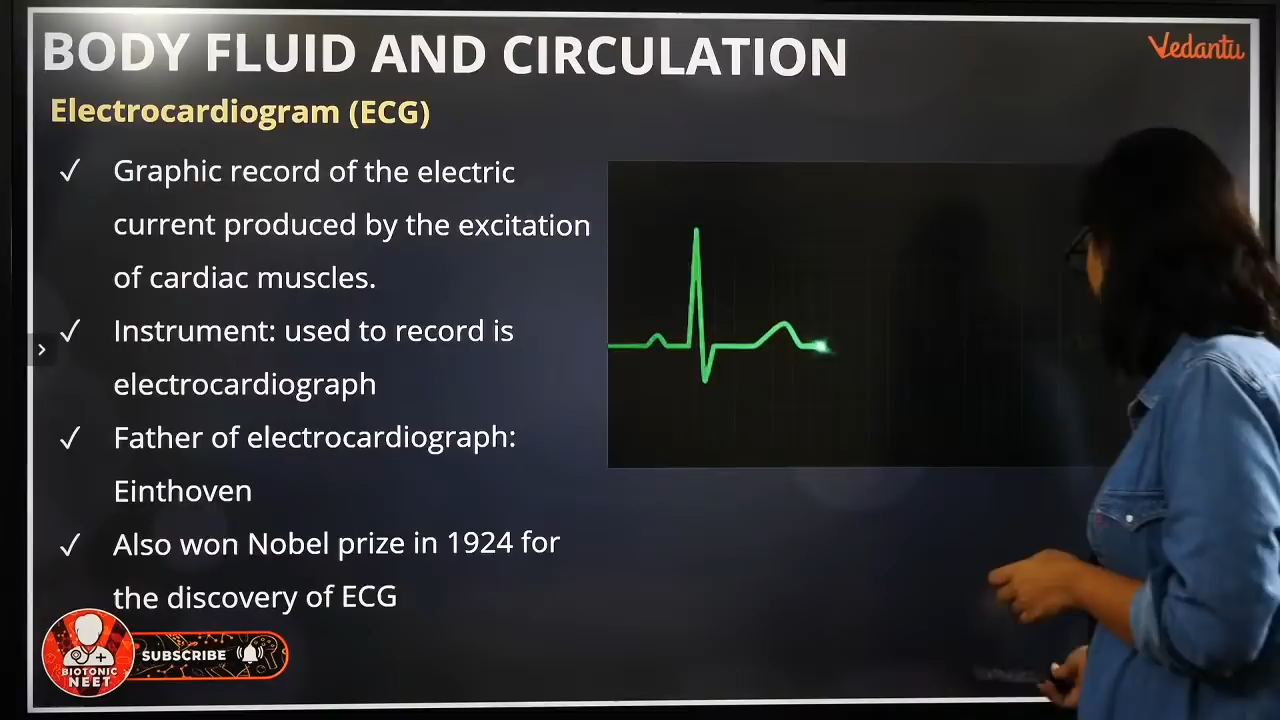 BODY FLUID AND CIRCULATION
Vedantu
Electrocardiogram (ECG)
✓ Graphic record of the electric
current produced by the excitation
of cardiac muscles.
✓ Instrument: used to record is
electrocardiograph
✓ Father of electrocardiograph:
Einthoven
✓ Also won Nobel prize in 1924 for
the discovery of ECG
BIOTONIC
NEET
SUBSCRIBE